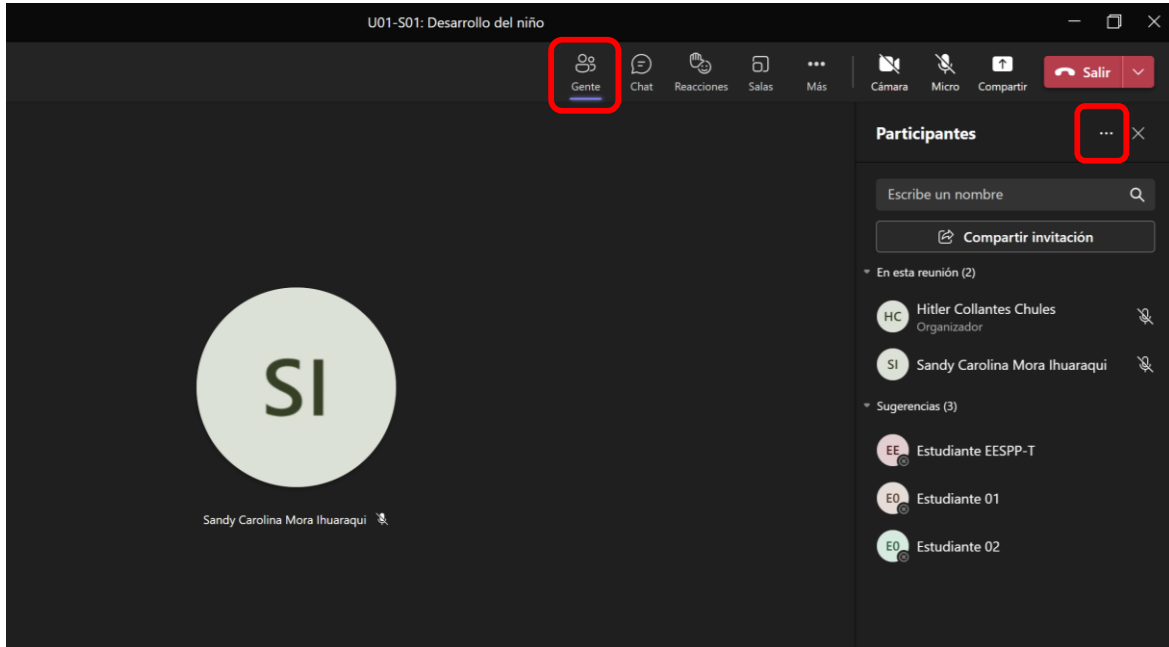 U01-S01: Desarrollo del niño
Gente
Chat
Reacciones
Salas
Más
Cámara
Micro
Compartir
Salir
Participantes
Escribe un nombre
Compartir invitación
En esta reunión (2)
HC
Hitler Collantes Chules
Organizador
SI
Sandy Carolina Mora Ihuaraqui
Sugerencias (3)
EE
Estudiante EESPP-T
E0
Estudiante 01
E0
Estudiante 02
SI
Sandy Carolina Mora Ihuaraqui